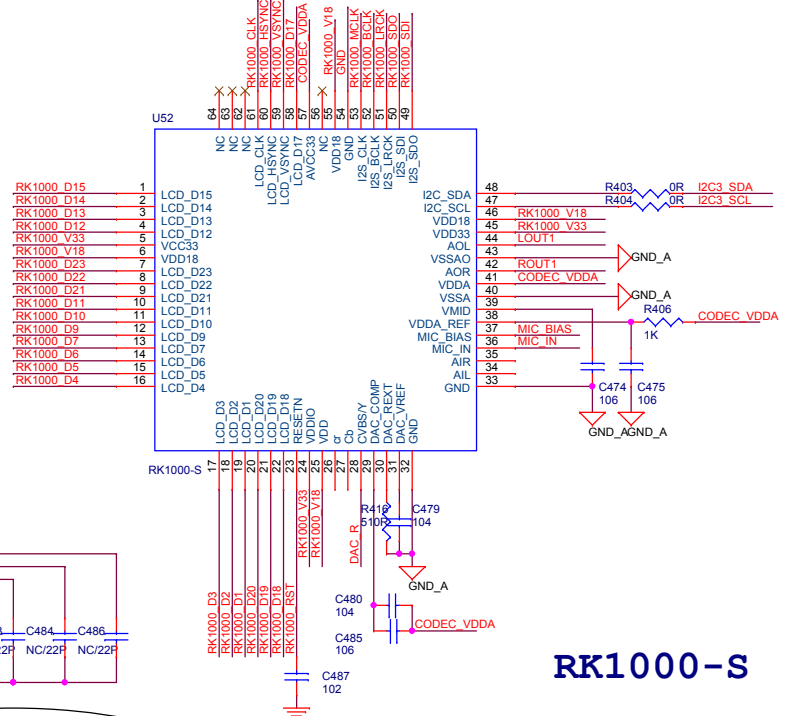 RK1000_CLK
RK1000_HSYNC
RK1000_VSYNC
RK1000_D17
CODEC_VDDA
RK1000_V18
GND
RK1000_MCLK
RK1000_BCLK
RK1000_LRCK
RK1000_SDO
RK1000_SDI
U52
64 63 62 61 60 59 58 57 56 55 54 53 52 51 50 49
NC
NC
NC
LCD_CLK
LCD_HSYNC
LCD_VSYNC
LCD_D17
AVCC33
NC
VDD18
GND
I2S_CLK
I2S_BCLK
I2S_LRCK
I2S_SDI
I2S_SDO
RK1000_D15 1 LCD_D15
RK1000_D14 2 LCD_D14
RK1000_D13 3 LCD_D13
RK1000_D12 4 LCD_D12
RK1000_V33 5 VCC33
RK1000_V18 6 VDD18
RK1000_D23 7 LCD_D23
RK1000_D22 8 LCD_D22
RK1000_D21 9 LCD_D21
RK1000_D11 10 LCD_D11
RK1000_D10 11 LCD_D10
RK1000_D9 12 LCD_D9
RK1000_D7 13 LCD_D7
RK1000_D6 14 LCD_D6
RK1000_D5 15 LCD_D5
RK1000_D4 16 LCD_D4
I2C_SDA 48 R403 0R I2C3_SDA
I2C_SCL 47 R404 0R I2C3_SCL
VDD18 46 RK1000_V18
VDD33 45 RK1000_V33
AOL 44 LOUT1
VSSAO 43 GND_A
AOR 42 ROUT1
VDDA 41 CODEC_VDDA
VSSA 40 GND_A
VMID 39
VDDA_REF 38 R406 1K CODEC_VDDA
MIC_BIAS 37 MIC_BIAS
MIC_IN 36 MIC_IN
AIR 35
AIL 34
GND 33
C474 106
C475 106
GND_A GND_A
LCD_D3
LCD_D2
LCD_D1
LCD_D20
LCD_D19
LCD_D18
RESETN
VDDIO
VDD
cr
Cb
CVBS/Y
DAC_COMP
DAC_REXT
DAC_VREF
GND
RK1000-S
17 18 19 20 21 22 23 24 25 26 27 28 29 30 31 32
RK1000_D3
RK1000_D2
RK1000_D1
RK1000_D20
RK1000_D19
RK1000_D18
RK1000_RST
RK1000_V33
RK1000_V18
DAC_R
510R
C479
104
GND_A
C480
104
C485
106
CODEC_VDDA
C487
102
C484
NC/22P
C486
NC/22P
RK1000-S